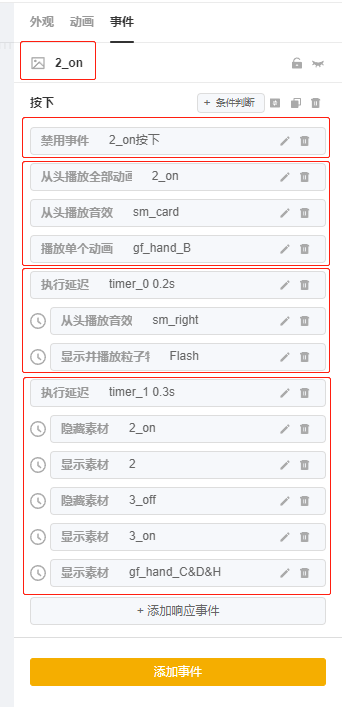 外观 动画 事件
2_on
按下 + 条件判断
禁用事件 2_on按下
从头播放全部动画 2_on
从头播放音效 sm_card
播放单个动画 gf_hand_B
执行延迟 timer_0 0.2s
从头播放音效 sm_right
显示并播放粒子 Flash
执行延迟 timer_1 0.3s
隐藏素材 2_on
显示素材 2
隐藏素材 3_off
显示素材 3_on
显示素材 gf_hand_C&D&H
+ 添加响应事件
添加事件